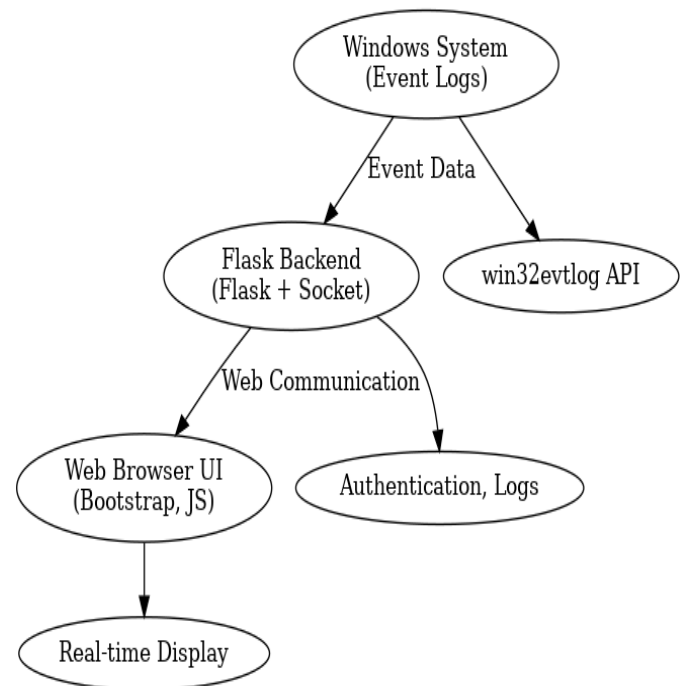 Windows System
(Event Logs)
Event Data
Flask Backend
(Flask + Socket)
win32evtlog API
Web Communication
Web Browser UI
(Bootstrap, JS)
Authentication, Logs
Real-time Display